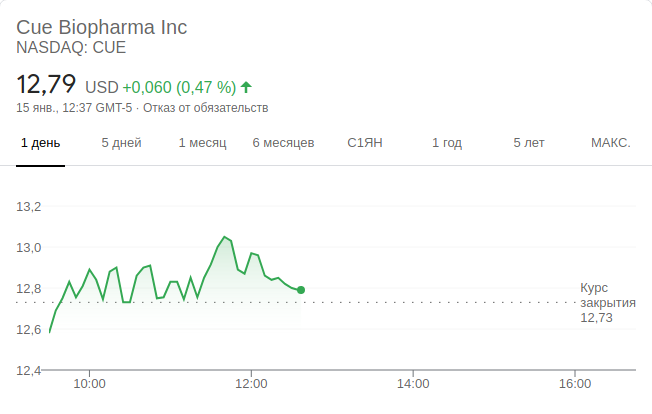 Cue Biopharma Inc
NASDAQ: CUE
12,79 USD +0,060 (0,47 %)
15 янв., 12:37 GMT-5 · Отказ от обязательств
1 день 5 дней 1 месяц 6 месяцев С1ЯН 1 год 5 лет МАКС.
13,2
13,0
12,8
Курс
закрытия
12,73
12,6
12,4
10:00 12:00 14:00 16:00